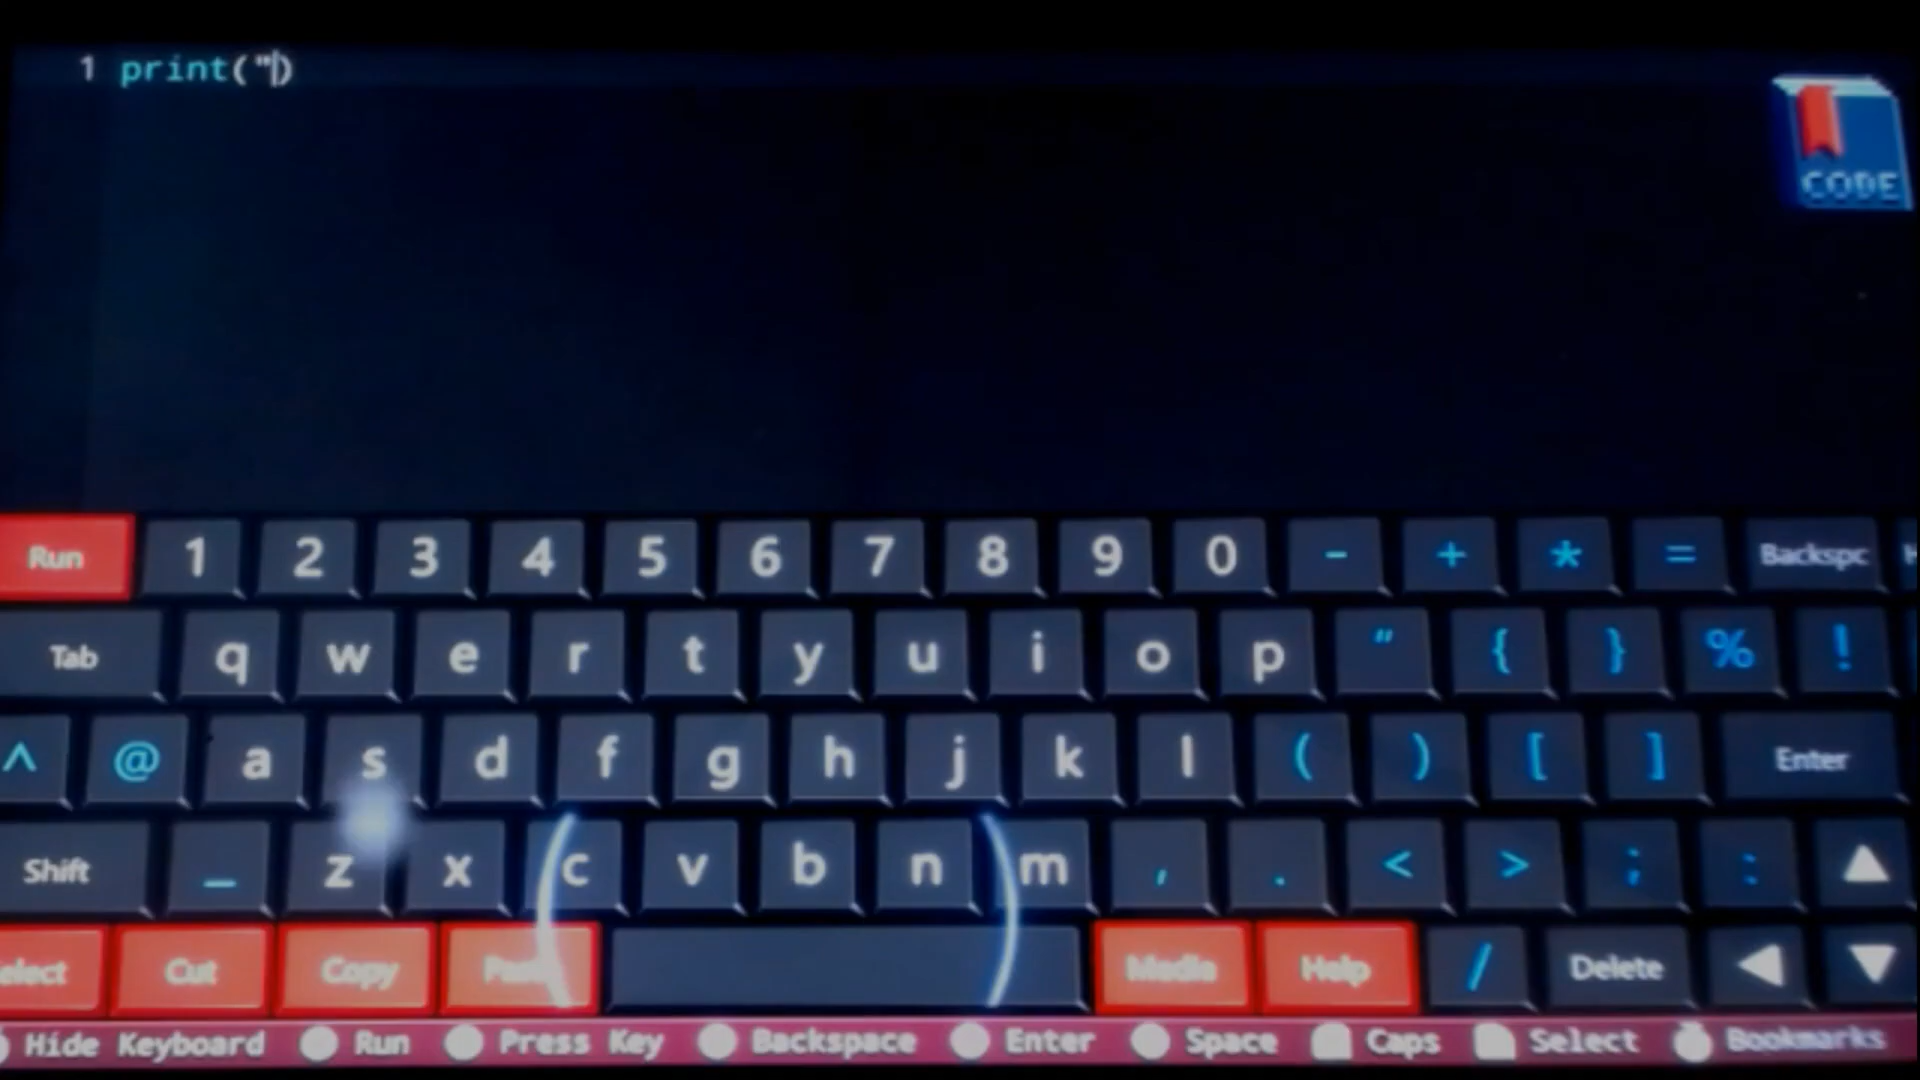 1 print(")
CODE
Run 1 2 3 4 5 6 7 8 9 0 - + * = Backspc
Tab q w e r t y u i o p " { } % !
^ @ a s d f g h j k l ( ) [ ] Enter
Shift _ z x c v b n m , . < > ; :
Cut Copy Media Help / Delete
Hide Keyboard Run Press Key Backspace Enter Space Caps Select Bookmarks